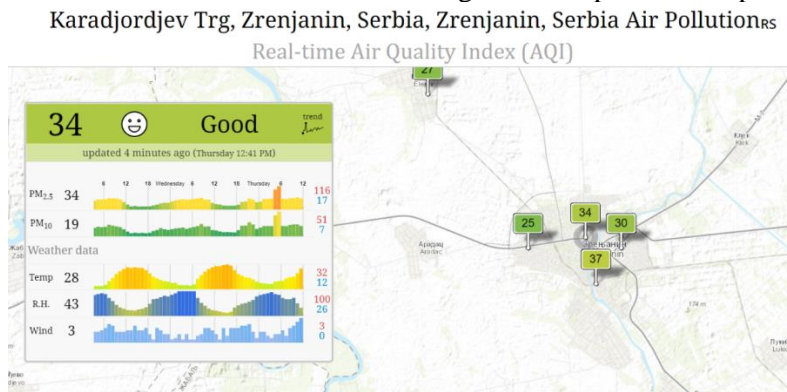 Karadjordjev Trg, Zrenjanin, Serbia, Zrenjanin, Serbia Air PollutionRS
Real-time Air Quality Index (AQI)
27
34 Good trend
updated 4 minutes ago (Thursday 12:41 PM)
6 12 18 Wednesday 6 12 18 Thursday 6 12
PM2.5 34 116
17
PM10 19 51
7
Weather data
Temp 28 32
12
R.H. 43 100
26
Wind 3 3
0
34
25
30
37
Арадац
Aradac
Клек
Kleck
174 m